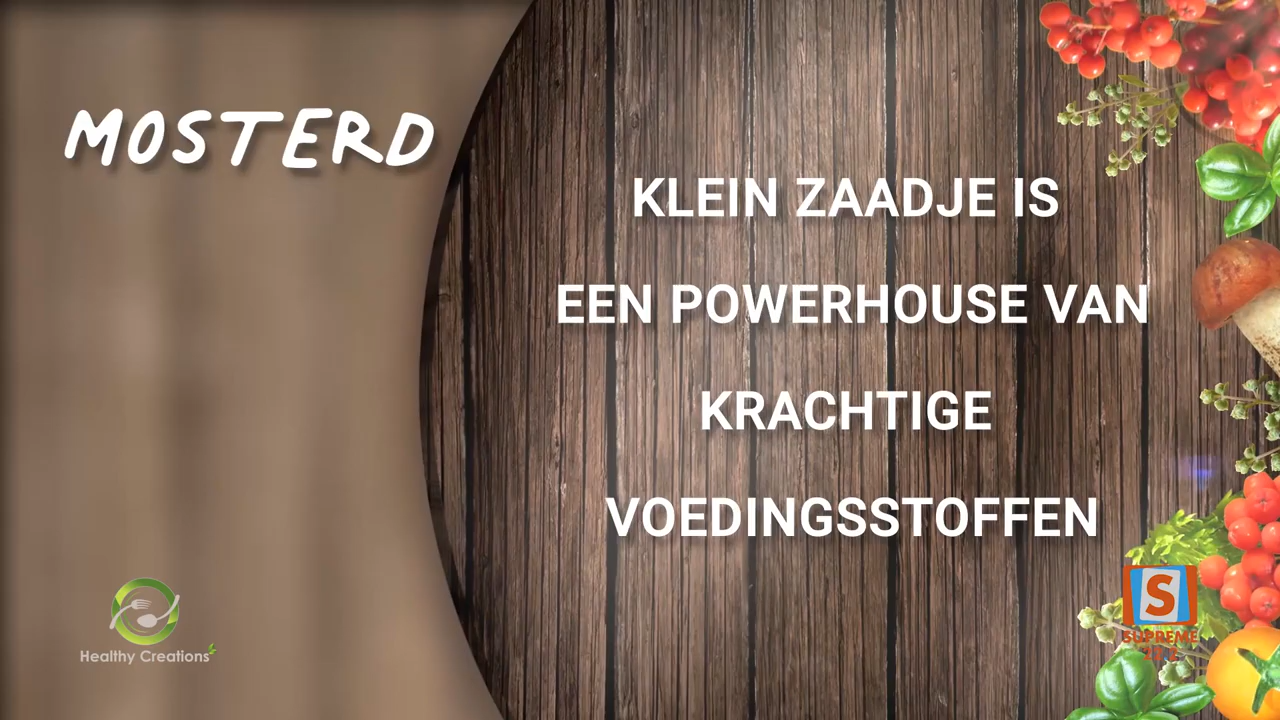 MOSTERD
KLEIN ZAADJE IS
EEN POWERHOUSE VAN
KRACHTIGE
VOEDINGSSTOFFEN
Healthy Creations
S
SUPREME